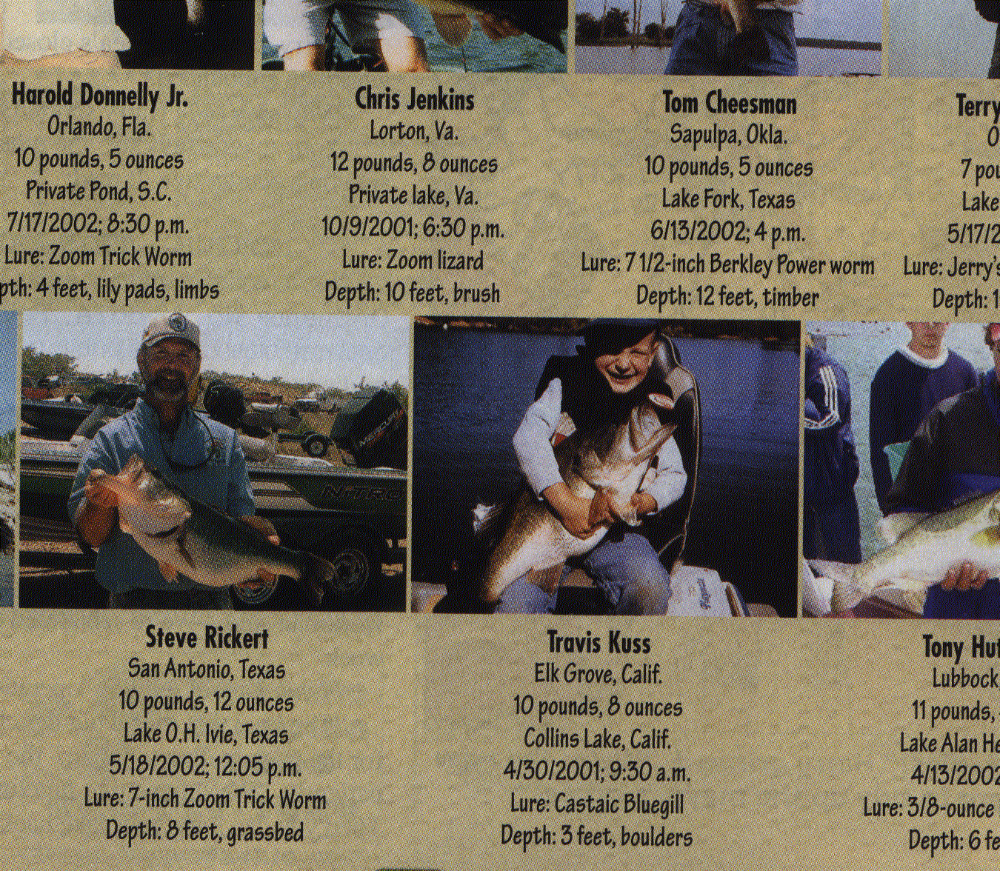 Harold Donnelly Jr.
Orlando, Fla.
10 pounds, 5 ounces
Private Pond, S.C.
7/17/2002; 8:30 p.m.
Lure: Zoom Trick Worm
pth: 4 feet, lily pads, limbs
Chris Jenkins
Lorton, Va.
12 pounds, 8 ounces
Private lake, Va.
10/9/2001; 6:30 p.m.
Lure: Zoom lizard
Depth: 10 feet, brush
Tom Cheesman
Sapulpa, Okla.
10 pounds, 5 ounces
Lake Fork, Texas
6/13/2002; 4 p.m.
Lure: 7 1/2-inch Berkley Power worm
Depth: 12 feet, timber
Terry
O
7 pou
Lake
5/17/2
Lure: Jerry's
Depth: 1
MERCURY
NITRO
Steve Rickert
San Antonio, Texas
10 pounds, 12 ounces
Lake O.H. Ivie, Texas
5/18/2002; 12:05 p.m.
Lure: 7-inch Zoom Trick Worm
Depth: 8 feet, grassbed
Travis Kuss
Elk Grove, Calif.
10 pounds, 8 ounces
Collins Lake, Calif.
4/30/2001; 9:30 a.m.
Lure: Castaic Bluegill
Depth: 3 feet, boulders
Tony Hut
Lubbock,
11 pounds,
Lake Alan He
4/13/2002
Lure: 3/8-ounce
Depth: 6 fe